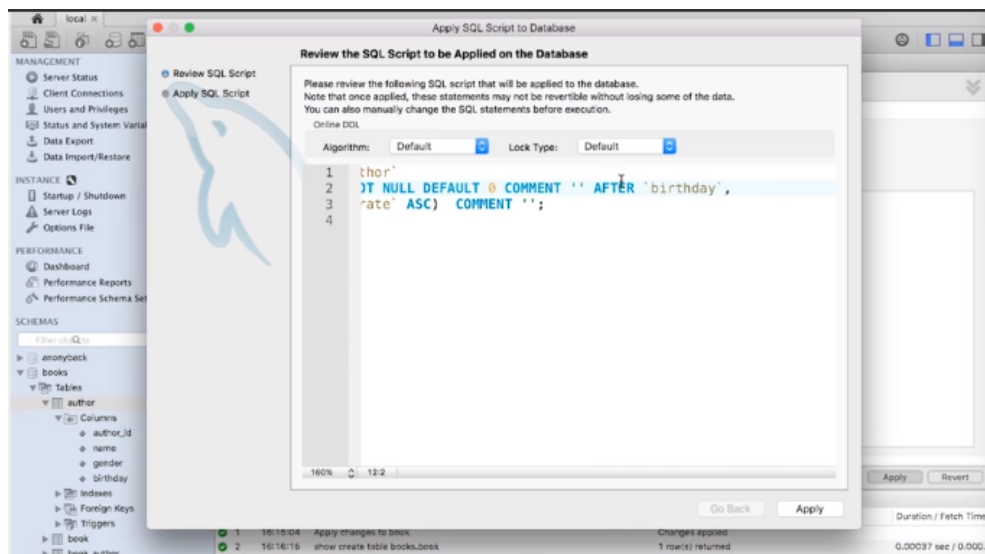 local ×
Apply SQL Script to Database
Review the SQL Script to be Applied on the Database
MANAGEMENT
Server Status
Client Connections
Users and Privileges
Status and System Varial
Data Export
Data Import/Restore
INSTANCE
Startup / Shutdown
Server Logs
Options File
PERFORMANCE
Dashboard
Performance Reports
Performance Schema Set
SCHEMAS
Filter objects
anonyback
books
Tables
author
Columns
author_id
name
gender
birthday
Indexes
Foreign Keys
Triggers
book
book_author
Review SQL Script
Apply SQL Script
Please review the following SQL script that will be applied to the database.
Note that once applied, these statements may not be revertible without losing some of the data.
You can also manually change the SQL statements before execution.
Online DDL
Algorithm: Default Lock Type: Default
1 thor`
2 OT NULL DEFAULT 0 COMMENT '' AFTER `birthday`,
3 rate` ASC)  COMMENT '';
4
160% 12:2
Go Back Apply
Apply Revert
Duration / Fetch Time
1 16:15:04 Apply changes to book Changes applied
2 16:16:15 show create table books.book 1 row(s) returned 0.00037 sec / 0.000